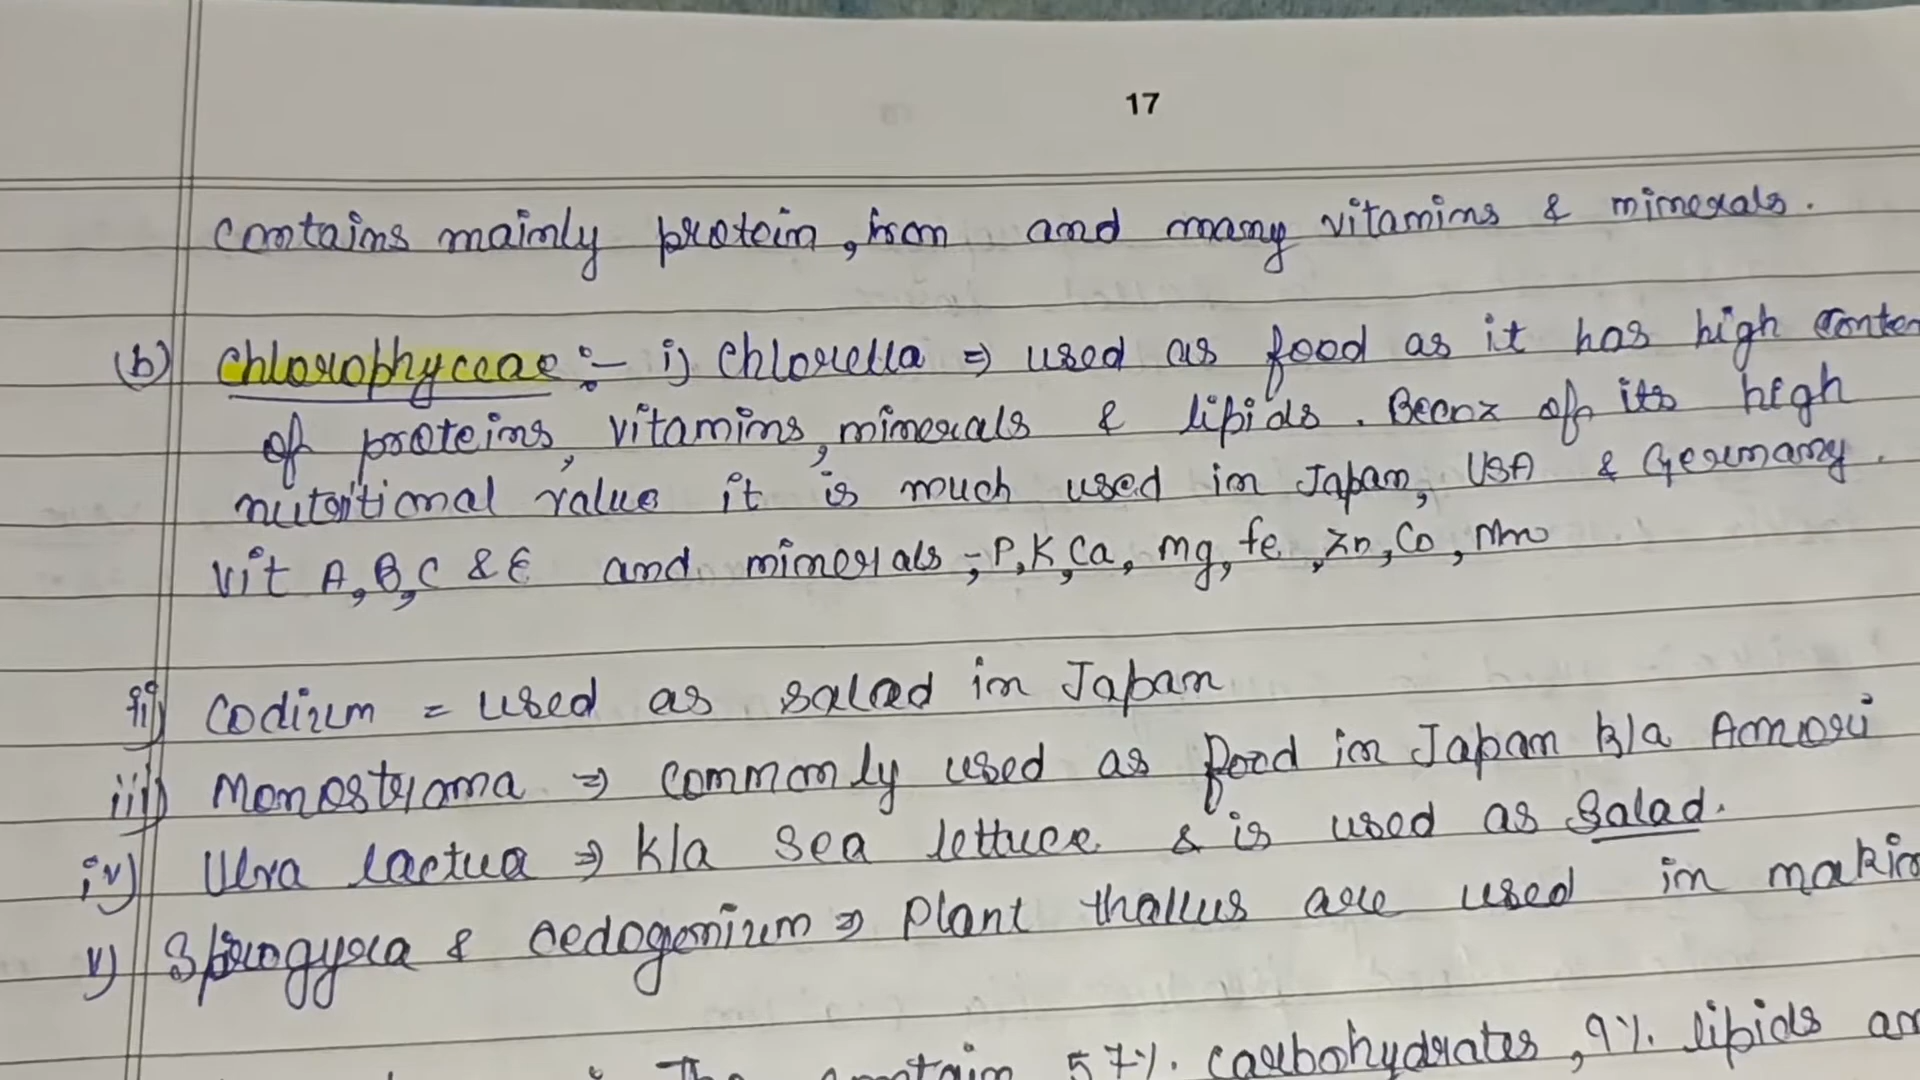 17
contains mainly protein, iron and many vitamins & minerals.
(b) Chlorophyceae :- i) Chlorella ⇒ used as food as it has high conten
of proteins, vitamins, minerals & lipids. Becoz of its high
nutritional value it is much used in Japan, USA & Germany.
vit A, B, C & E and minerals ; P, K, Ca, mg, fe, zn, Co, Mn
ii) Codium = used as salad in Japan
iii) Monostroma ⇒ commonly used as food in Japan k/a Aonori
iv) Ulva lactua ⇒ k/a sea lettuce & is used as Salad.
v) Spirogyra & oedogonium ⇒ Plant thallus are used in makin
contain 57%. carbohydrates, 9%. lipids an